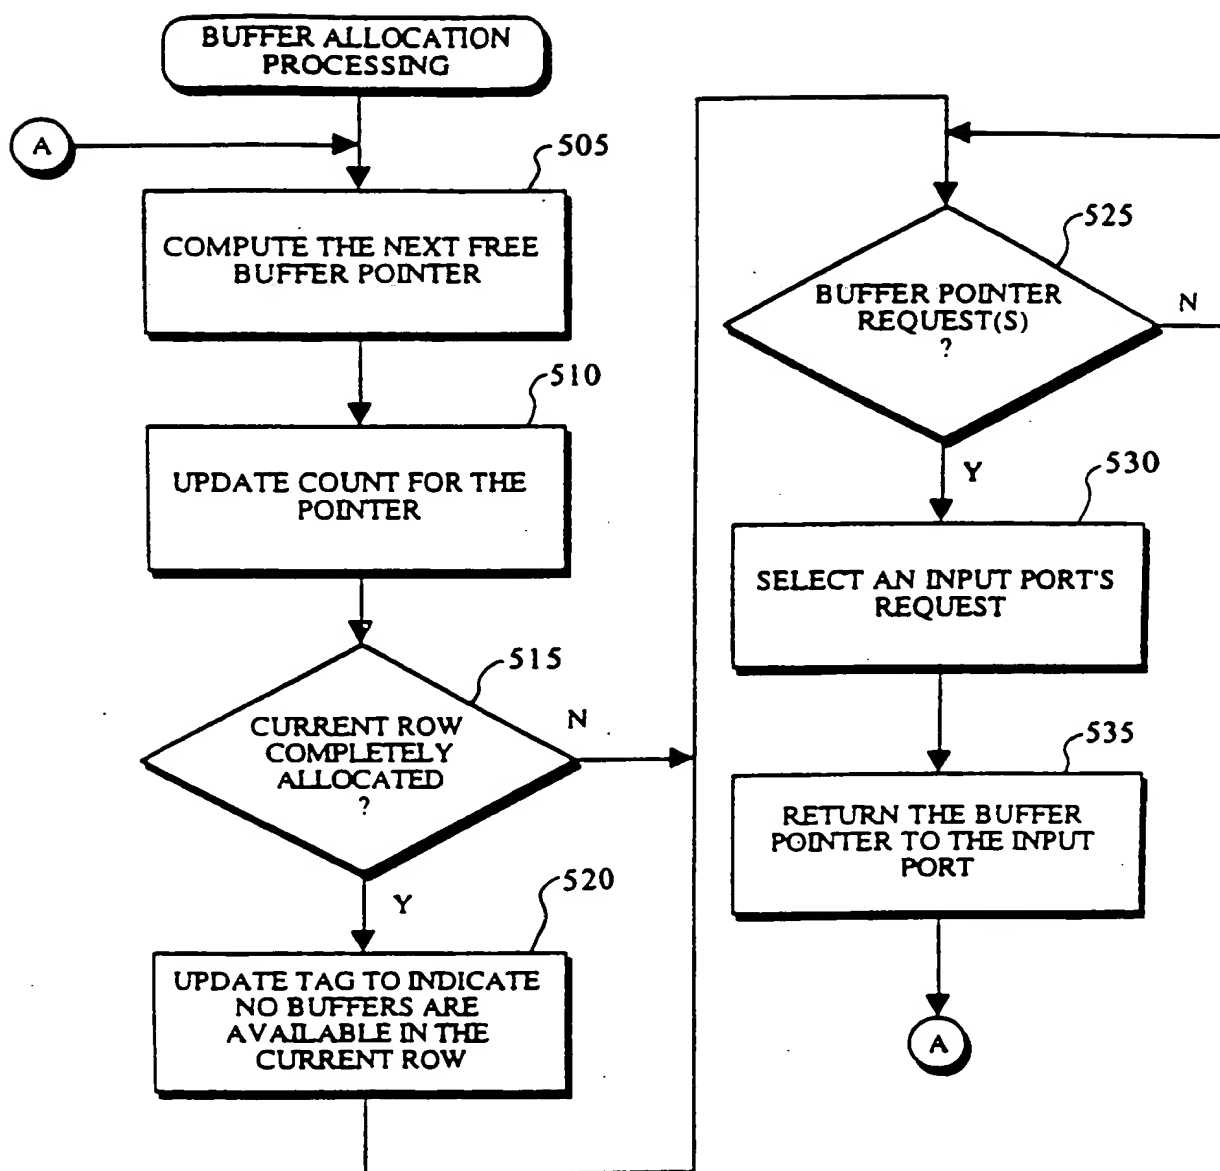 BUFFER ALLOCATION
PROCESSING
A
505
COMPUTE THE NEXT FREE
BUFFER POINTER
510
UPDATE COUNT FOR THE
POINTER
515
CURRENT ROW
COMPLETELY
ALLOCATED
?
N
Y
520
UPDATE TAG TO INDICATE
NO BUFFERS ARE
AVAILABLE IN THE
CURRENT ROW
525
BUFFER POINTER
REQUEST(S)
?
N
Y
530
SELECT AN INPUT PORT'S
REQUEST
535
RETURN THE BUFFER
POINTER TO THE INPUT
PORT
A